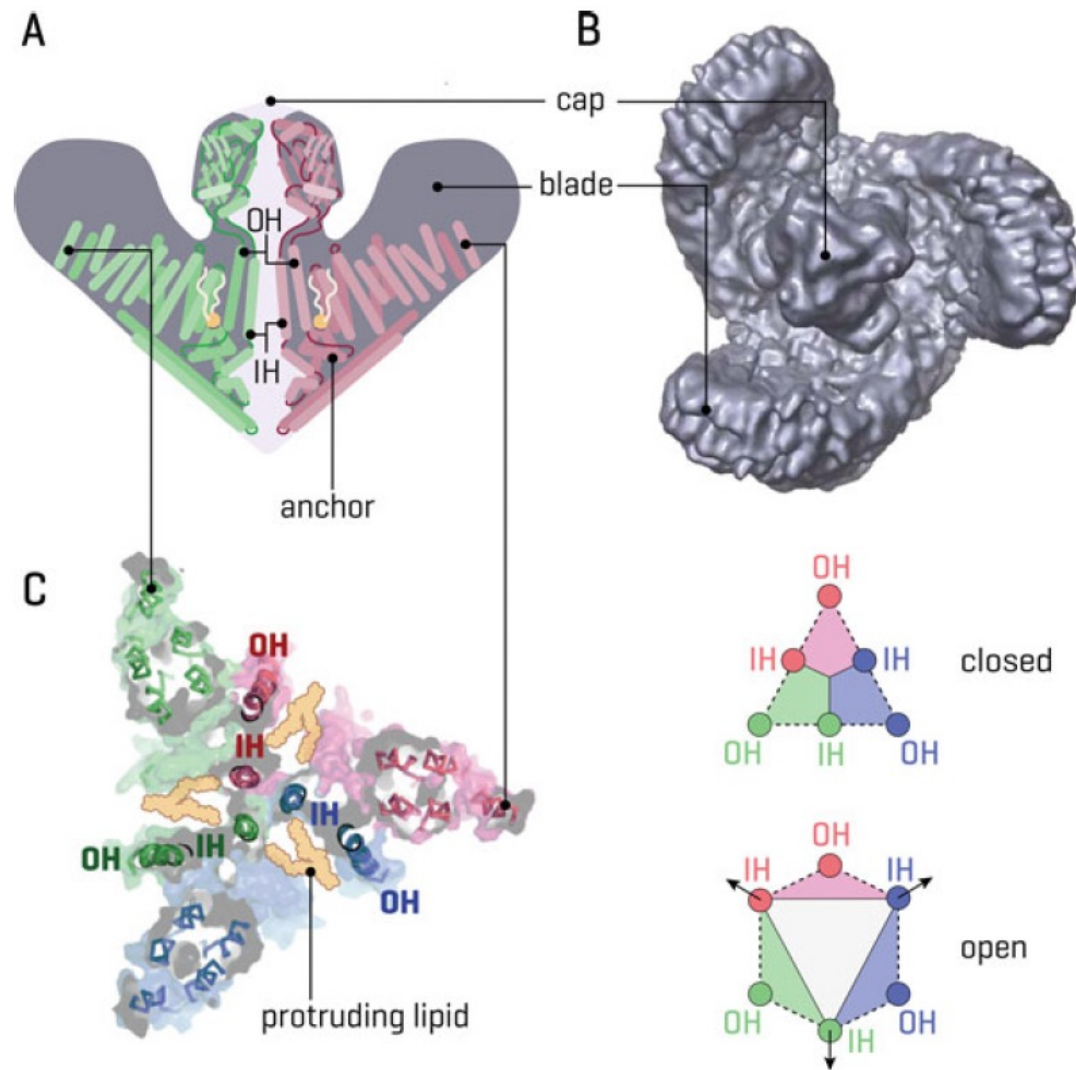 A
B
cap
blade
OH
IH
anchor
C
OH
IH
IH
OH
IH
OH
protruding lipid
OH
IH
IH
closed
OH
IH
OH
OH
IH
IH
open
OH
OH
IH